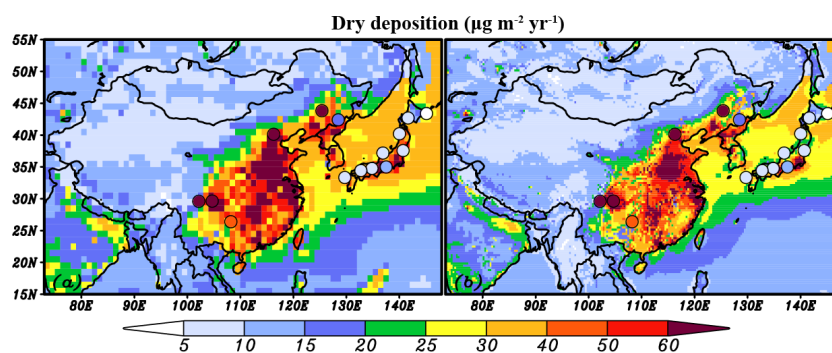 Dry deposition (µg m⁻² yr⁻¹)
55N
50N
45N
40N
35N
30N
25N
20N
15N
(a)
(b)
80E 90E 100E 110E 120E 130E 140E 80E 90E 100E 110E 120E 130E 140E
5 10 15 20 25 30 40 50 60